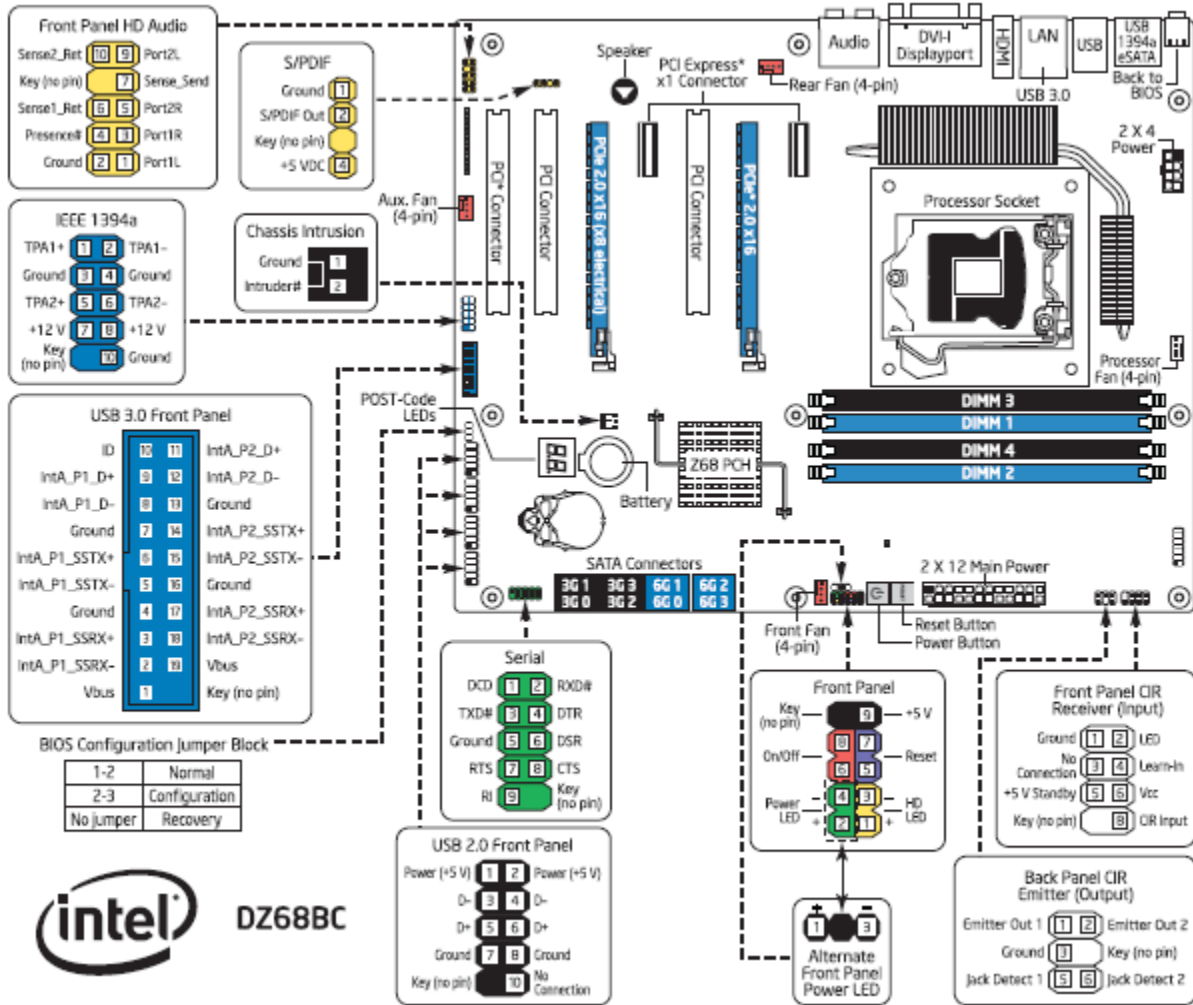 Front Panel HD Audio
Sense2_Ret 10 9 Port2L
Key (no pin) 7 Sense_Send
Sense1_Ret 6 5 Port2R
Presence# 4 3 Port1R
Ground 2 1 Port1L
S/PDIF
Ground 1
S/PDIF Out 2
Key (no pin)
+5 VDC 4
IEEE 1394a
TPA1+ 1 2 TPA1-
Ground 3 4 Ground
TPA2+ 5 6 TPA2-
+12 V 7 8 +12 V
Key (no pin) 10 Ground
Chassis Intrusion
Ground 1
Intruder# 2
Aux. Fan
(4-pin)
Speaker
PCI Express*
x1 Connector
Rear Fan (4-pin)
Audio
DVI-I
Displayport
HDMI
LAN
USB
USB
1394a
eSATA
USB 3.0
Back to
BIOS
2 X 4
Power
PCI* Connector
PCI Connector
PCIe 2.0 x16 (x8 electrical)
PCI Connector
PCIe* 2.0 x16
Processor Socket
Processor
Fan (4-pin)
DIMM 3
DIMM 1
DIMM 4
DIMM 2
USB 3.0 Front Panel
ID 10 11 IntA_P2_D+
IntA_P1_D+ 9 12 IntA_P2_D-
IntA_P1_D- 8 13 Ground
Ground 7 14 IntA_P2_SSTX+
IntA_P1_SSTX+ 6 15 IntA_P2_SSTX-
IntA_P1_SSTX- 5 16 Ground
Ground 4 17 IntA_P2_SSRX+
IntA_P1_SSRX+ 3 18 IntA_P2_SSRX-
IntA_P1_SSRX- 2 19 Vbus
Vbus 1 Key (no pin)
POST-Code
LEDs
Battery
Z68 PCH
SATA Connectors
3G 1 3G 3 6G 1 6G 2
3G 0 3G 2 6G 0 6G 3
2 X 12 Main Power
Front Fan
(4-pin)
Reset Button
Power Button
BIOS Configuration Jumper Block
1-2 Normal
2-3 Configuration
No jumper Recovery
Serial
DCD 1 2 RXD#
TXD# 3 4 DTR
Ground 5 6 DSR
RTS 7 8 CTS
RI 9 Key (no pin)
USB 2.0 Front Panel
Power (+5 V) 1 2 Power (+5 V)
D- 3 4 D-
D+ 5 6 D+
Ground 7 8 Ground
Key (no pin) 10 No Connection
Front Panel
Key (no pin) 9 +5 V
8 7
On/Off Reset
6 5
- 4 3 -
Power LED HD LED
+ 2 1 +
+ -
1 3
Alternate
Front Panel
Power LED
Front Panel CIR
Receiver (Input)
Ground 1 2 LED
No Connection 3 4 Learn-In
+5 V Standby 5 6 Vcc
Key (no pin) 8 CIR Input
Back Panel CIR
Emitter (Output)
Emitter Out 1 1 2 Emitter Out 2
Ground 3 Key (no pin)
Jack Detect 1 5 6 Jack Detect 2
intel
DZ68BC